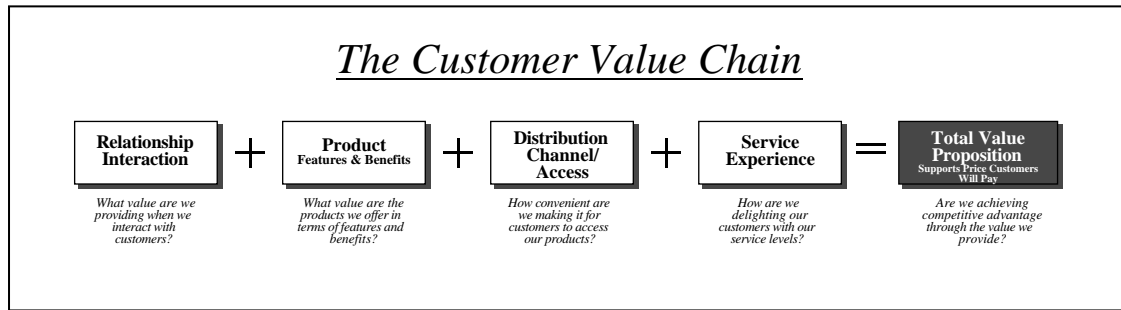 The Customer Value Chain
Relationship
Interaction
+
Product
Features & Benefits
+
Distribution
Channel/
Access
+
Service
Experience
=
Total Value
Proposition
Supports Price Customers
Will Pay
What value are we
providing when we
interact with
customers?
What value are the
products we offer in
terms of features and
benefits?
How convenient are
we making it for
customers to access
our products?
How are we
delighting our
customers with our
service levels?
Are we achieving
competitive advantage
through the value we
provide?